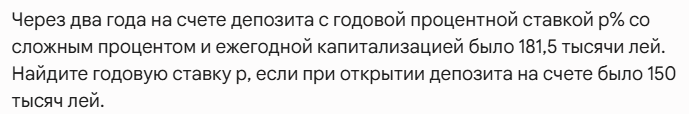 Через два года на счете депозита с годовой процентной ставкой p% со
сложным процентом и ежегодной капитализацией было 181,5 тысячи лей.
Найдите годовую ставку p, если при открытии депозита на счете было 150
тысяч лей.